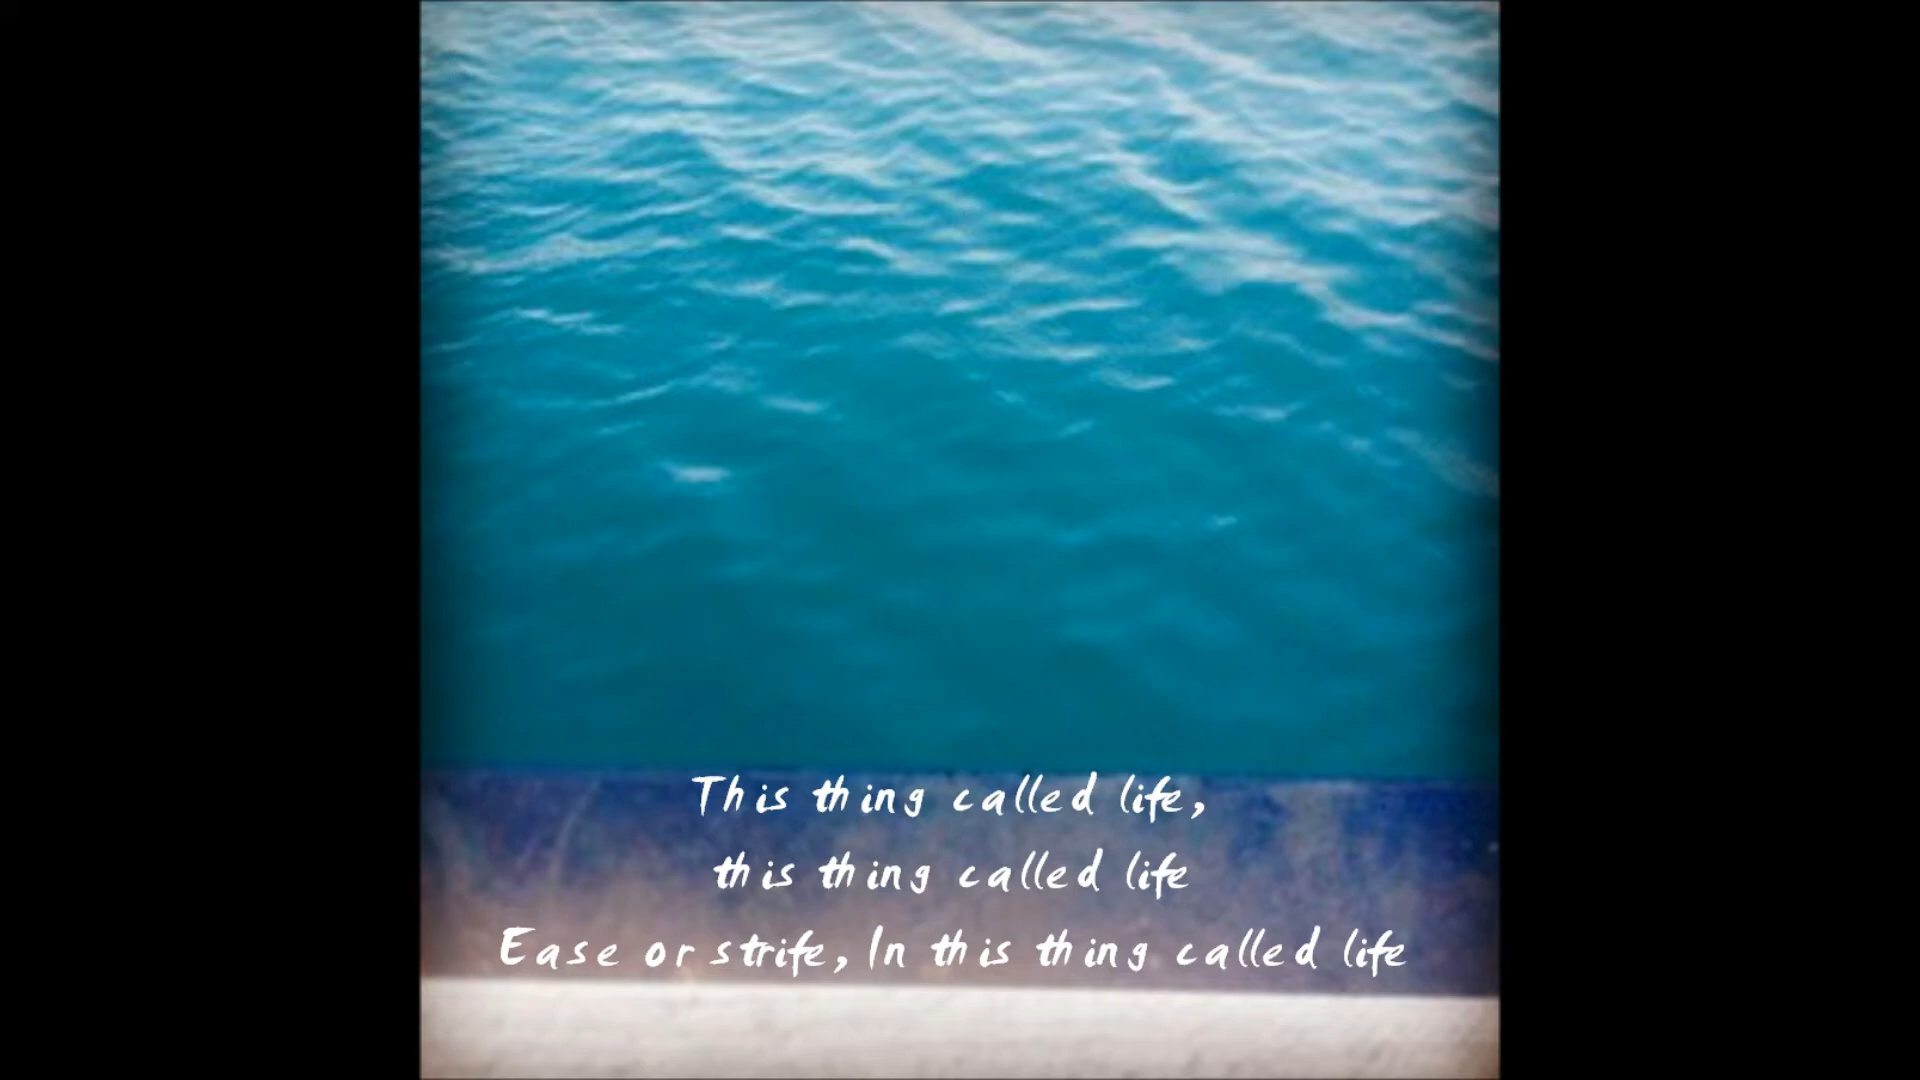 This thing called life,
this thing called life
Ease or strife, In this thing called life